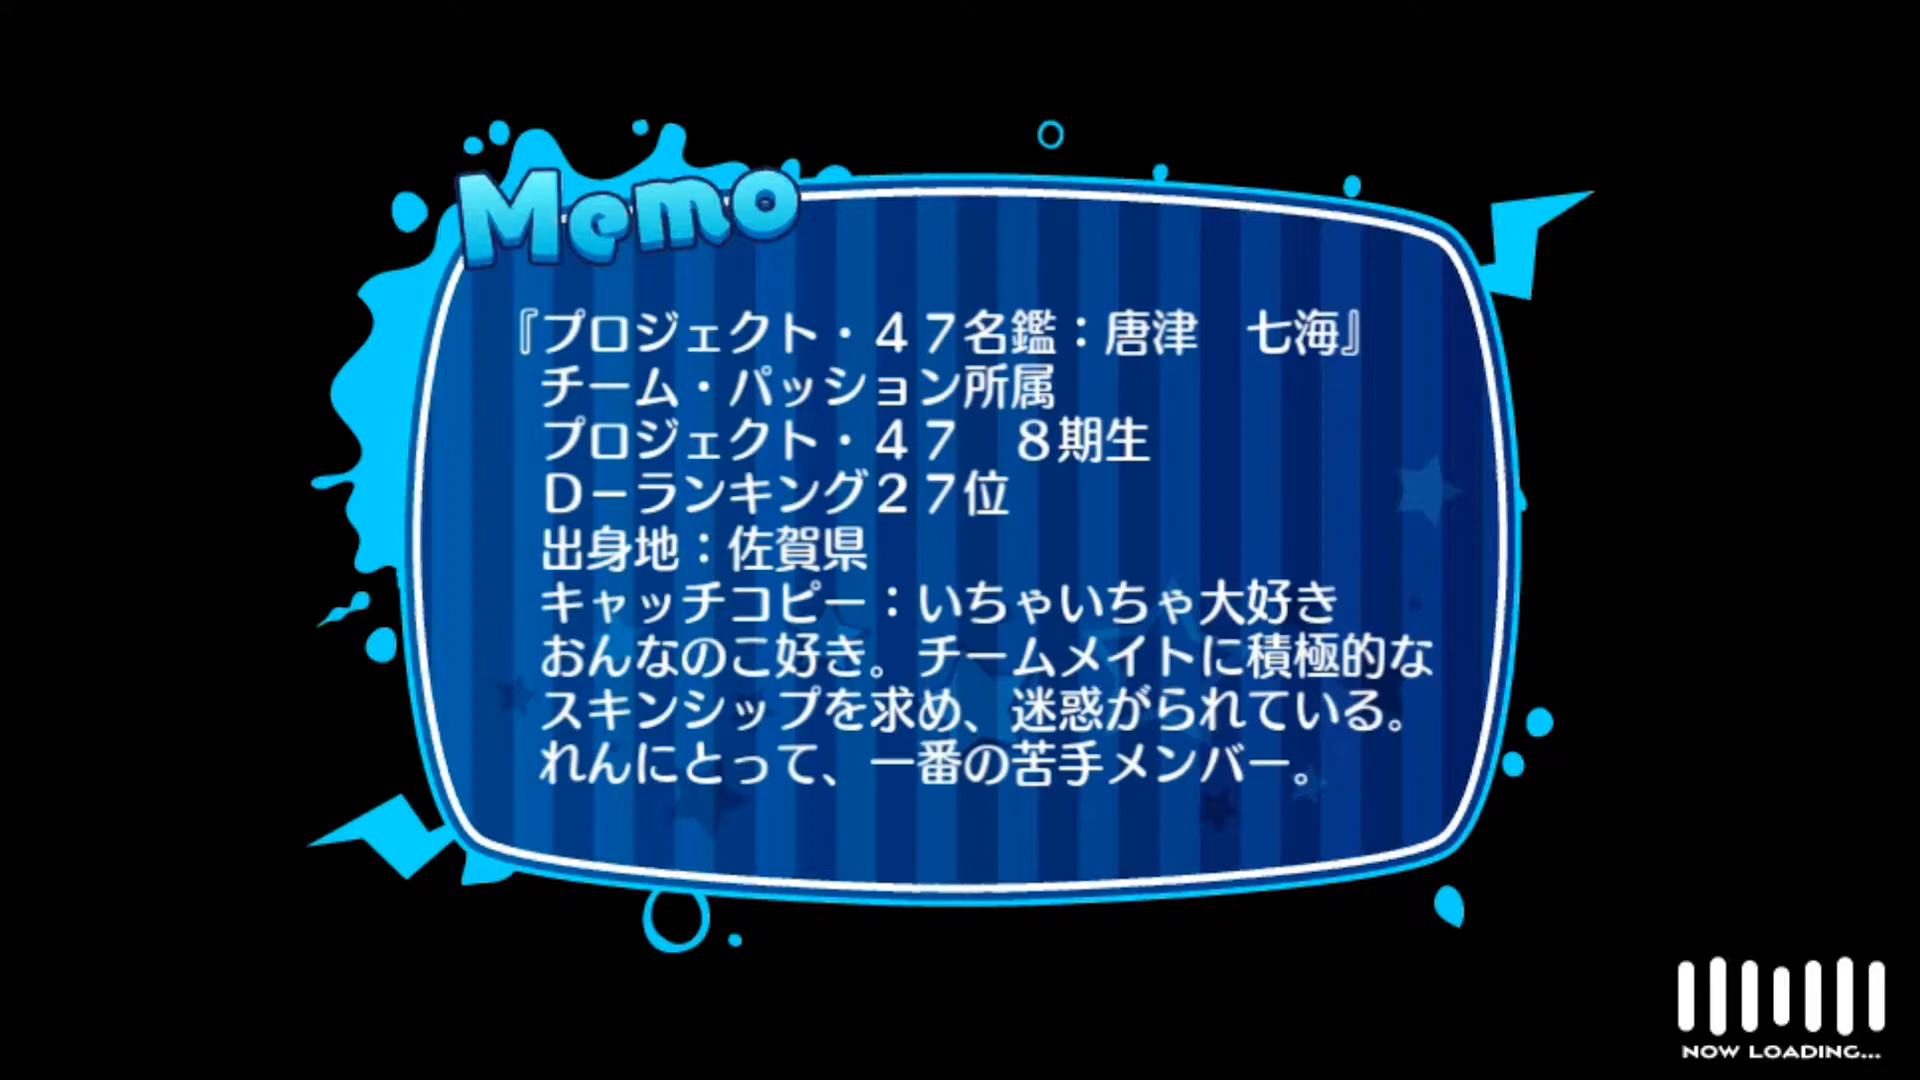 Memo
『プロジェクト・４７名鑑：唐津　七海』
チーム・パッション所属
プロジェクト・４７　８期生
Ｄ－ランキング２７位
出身地：佐賀県
キャッチコピー：いちゃいちゃ大好き
おんなのこ好き。チームメイトに積極的な
スキンシップを求め、迷惑がられている。
れんにとって、一番の苦手メンバー。
NOW LOADING...